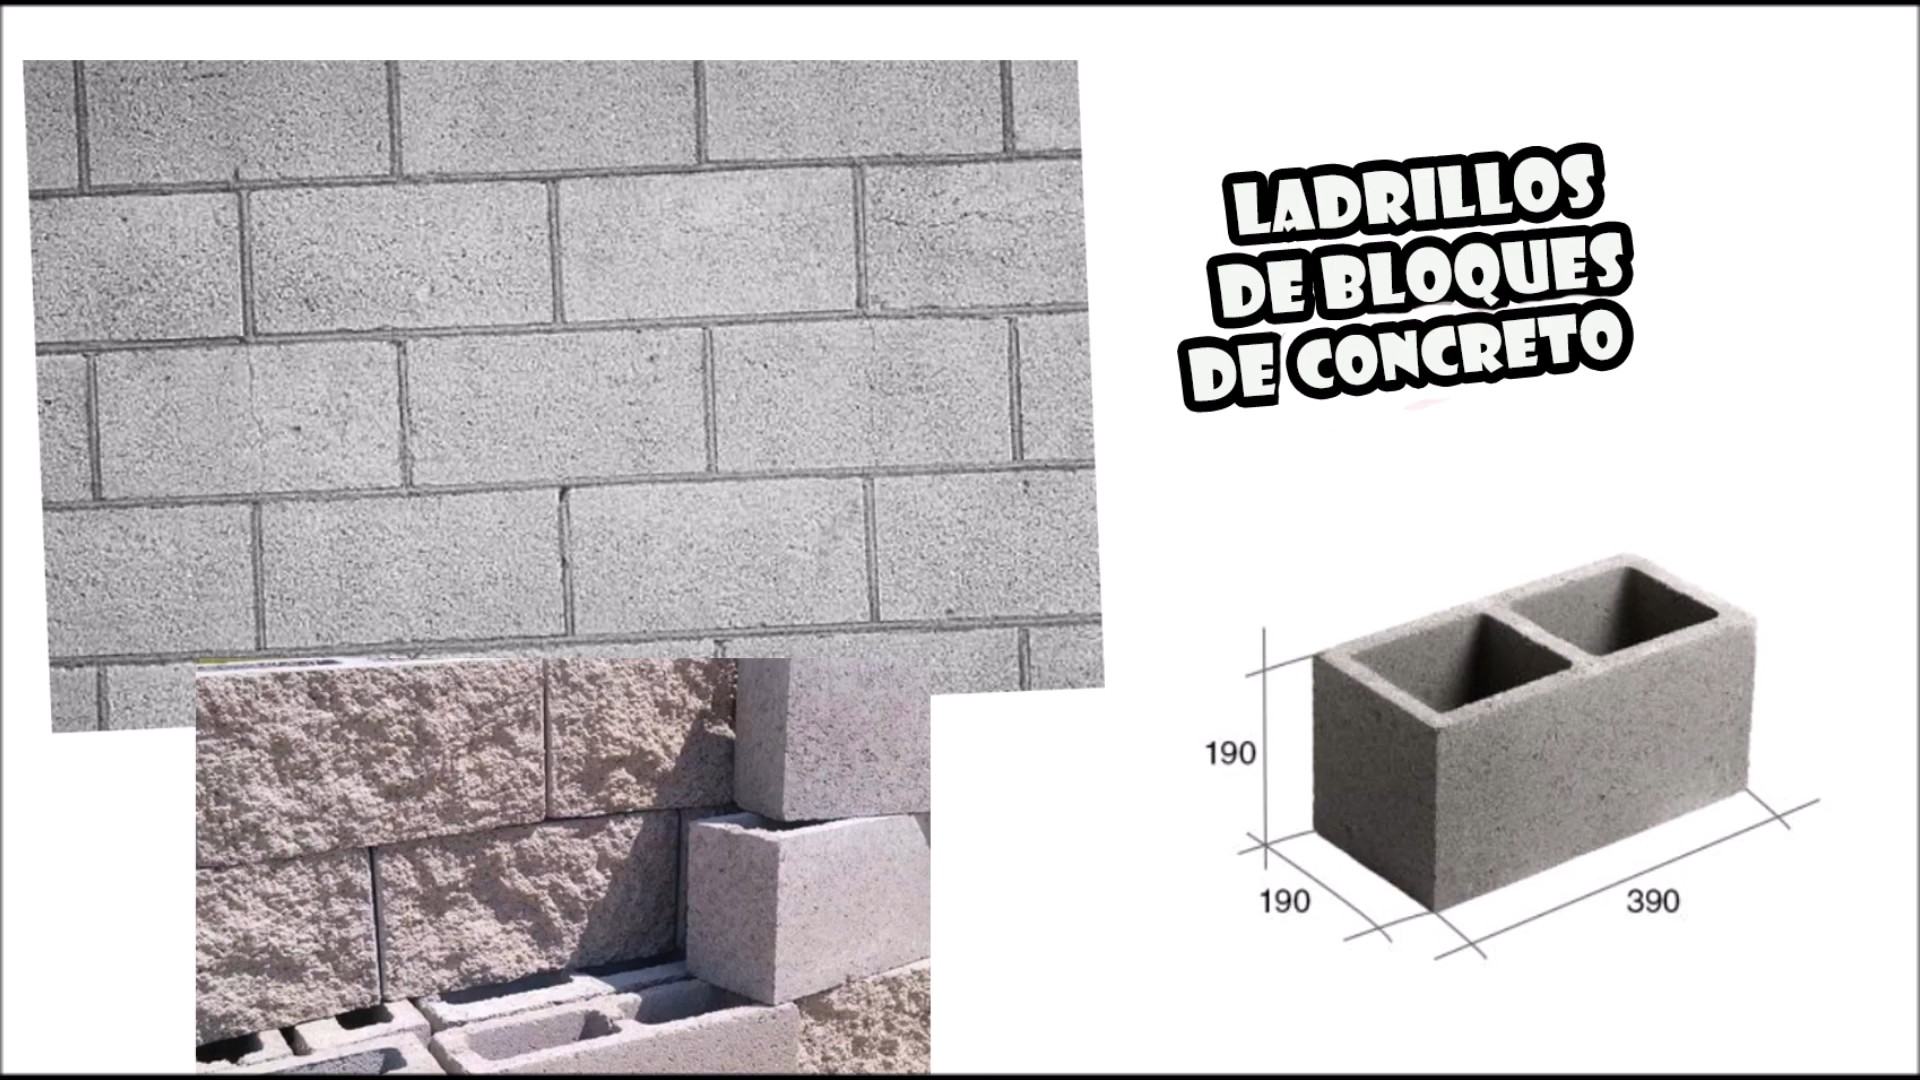 LADRILLOS
DE BLOQUES
DE CONCRETO
190
190
390